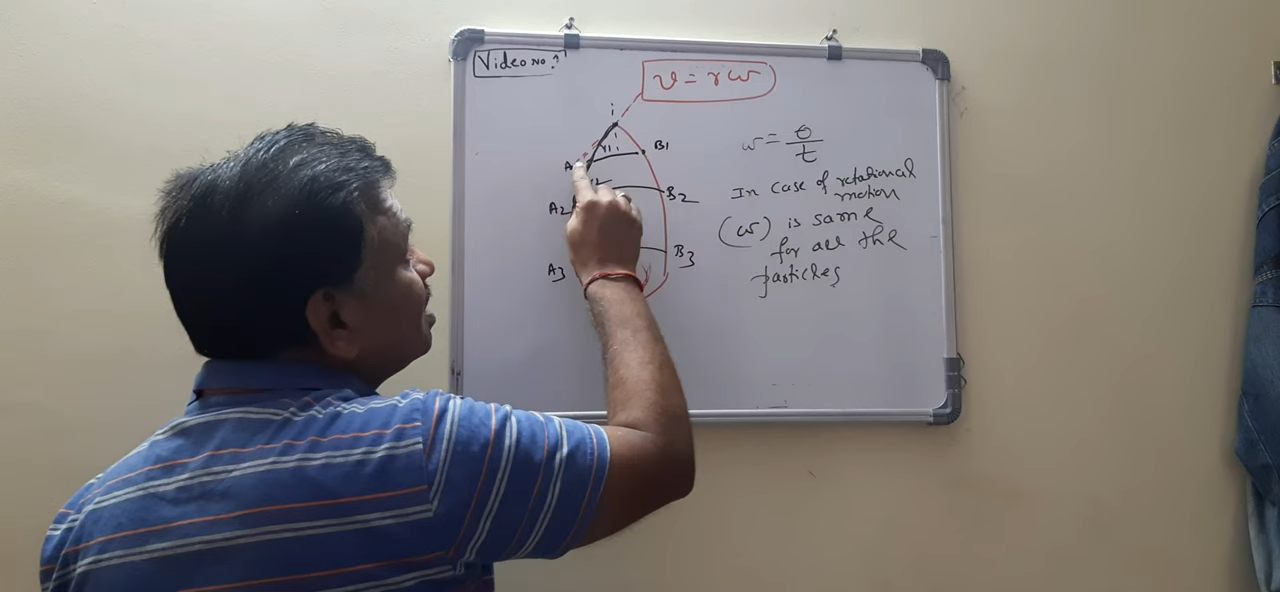 Video No. ?
v = rω
i
B1
ω = θ/t
r1
A2
B2
In case of rotational
motion
(ω) is same
for all the
particles
A3
B3